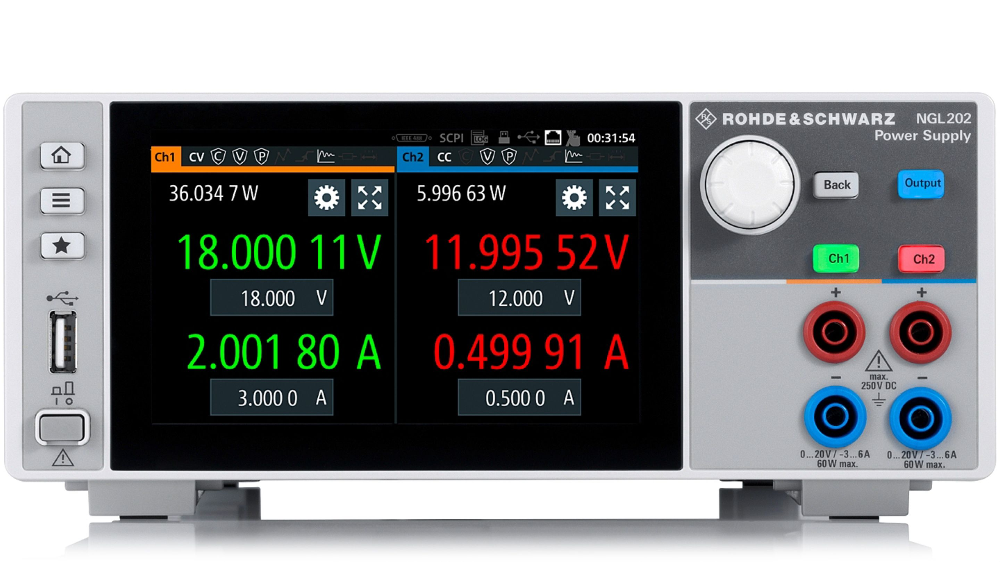 ROHDE & SCHWARZ NGL202
Power Supply
IEEE 488 SCPI LOG 00:31:54
Ch1 CV C V P
Ch2 CC C V P
36.034 7 W
18.000 11 V
18.000 V
2.001 80 A
3.000 0 A
5.996 63 W
11.995 52 V
12.000 V
0.499 91 A
0.500 0 A
Back
Output
Ch1
Ch2
+ +
− −
max.
250V DC
0...20V / -3...6A
60W max.
0...20V / -3...6A
60W max.
I O